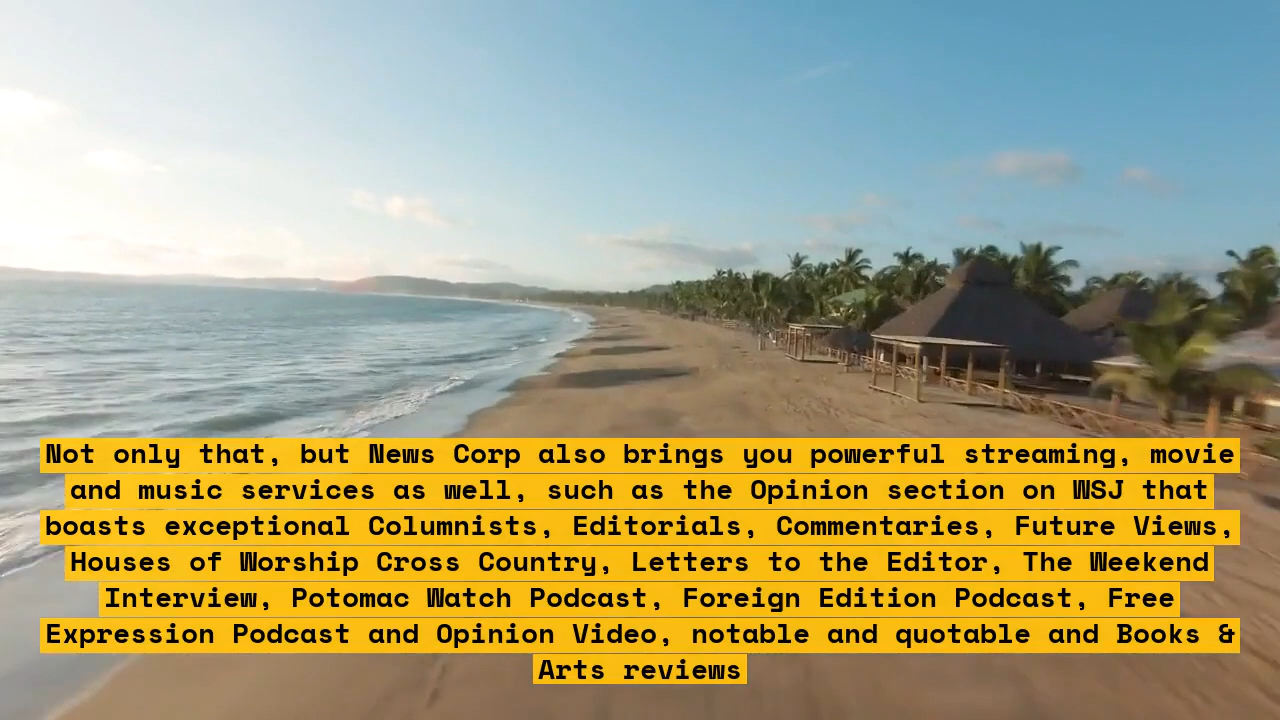 Not only that, but News Corp also brings you powerful streaming, movie
and music services as well, such as the Opinion section on WSJ that
boasts exceptional Columnists, Editorials, Commentaries, Future Views,
Houses of Worship Cross Country, Letters to the Editor, The Weekend
Interview, Potomac Watch Podcast, Foreign Edition Podcast, Free
Expression Podcast and Opinion Video, notable and quotable and Books &
Arts reviews